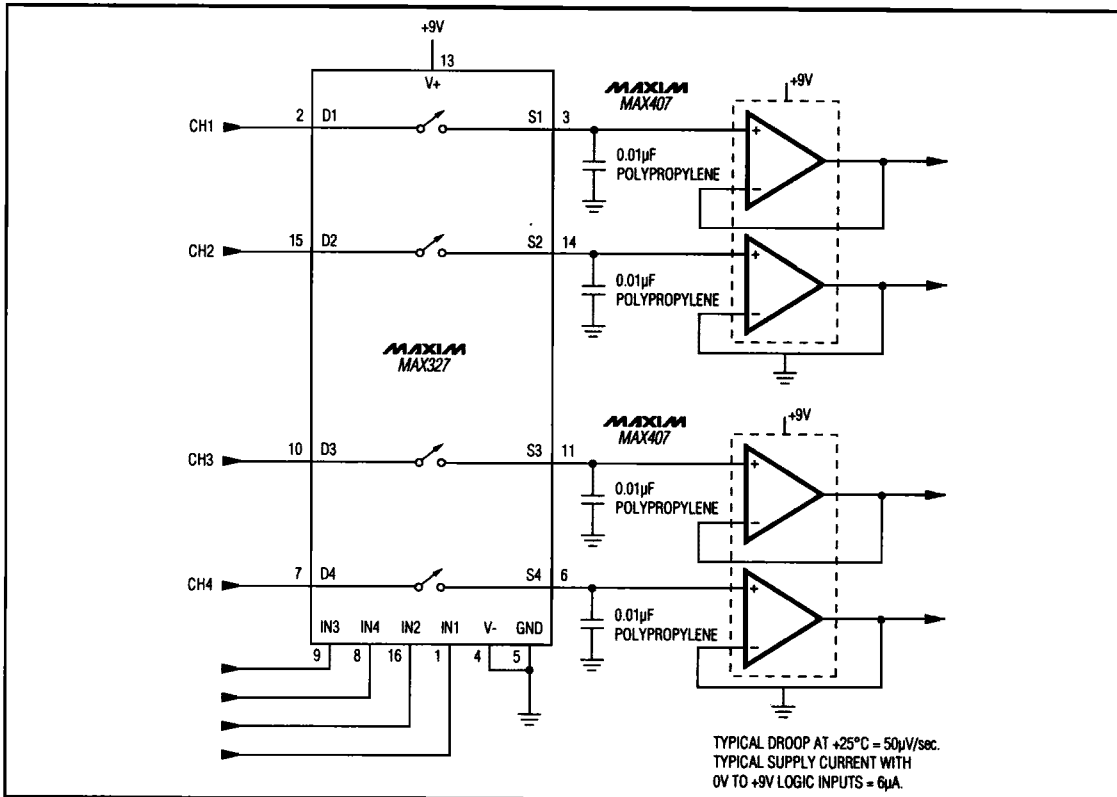 +9V
13
V+
MAXIM
MAX407
+9V
CH1
2
D1
S1
3
+
-
0.01µF
POLYPROPYLENE
CH2
15
D2
S2
14
+
-
0.01µF
POLYPROPYLENE
MAXIM
MAX327
MAXIM
MAX407
+9V
CH3
10
D3
S3
11
+
-
0.01µF
POLYPROPYLENE
CH4
7
D4
S4
6
+
-
0.01µF
POLYPROPYLENE
IN3 IN4 IN2 IN1 V- GND
9 8 16 1 4 5
TYPICAL DROOP AT +25°C = 50µV/sec.
TYPICAL SUPPLY CURRENT WITH
0V TO +9V LOGIC INPUTS = 6µA.